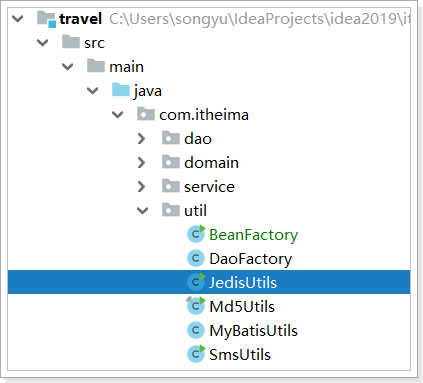 travel C:\Users\songyu\IdeaProjects\idea2019\it
src
main
java
com.itheima
dao
domain
service
util
BeanFactory
DaoFactory
JedisUtils
Md5Utils
MyBatisUtils
SmsUtils